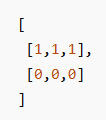 [
 [1,1,1],
 [0,0,0]
]